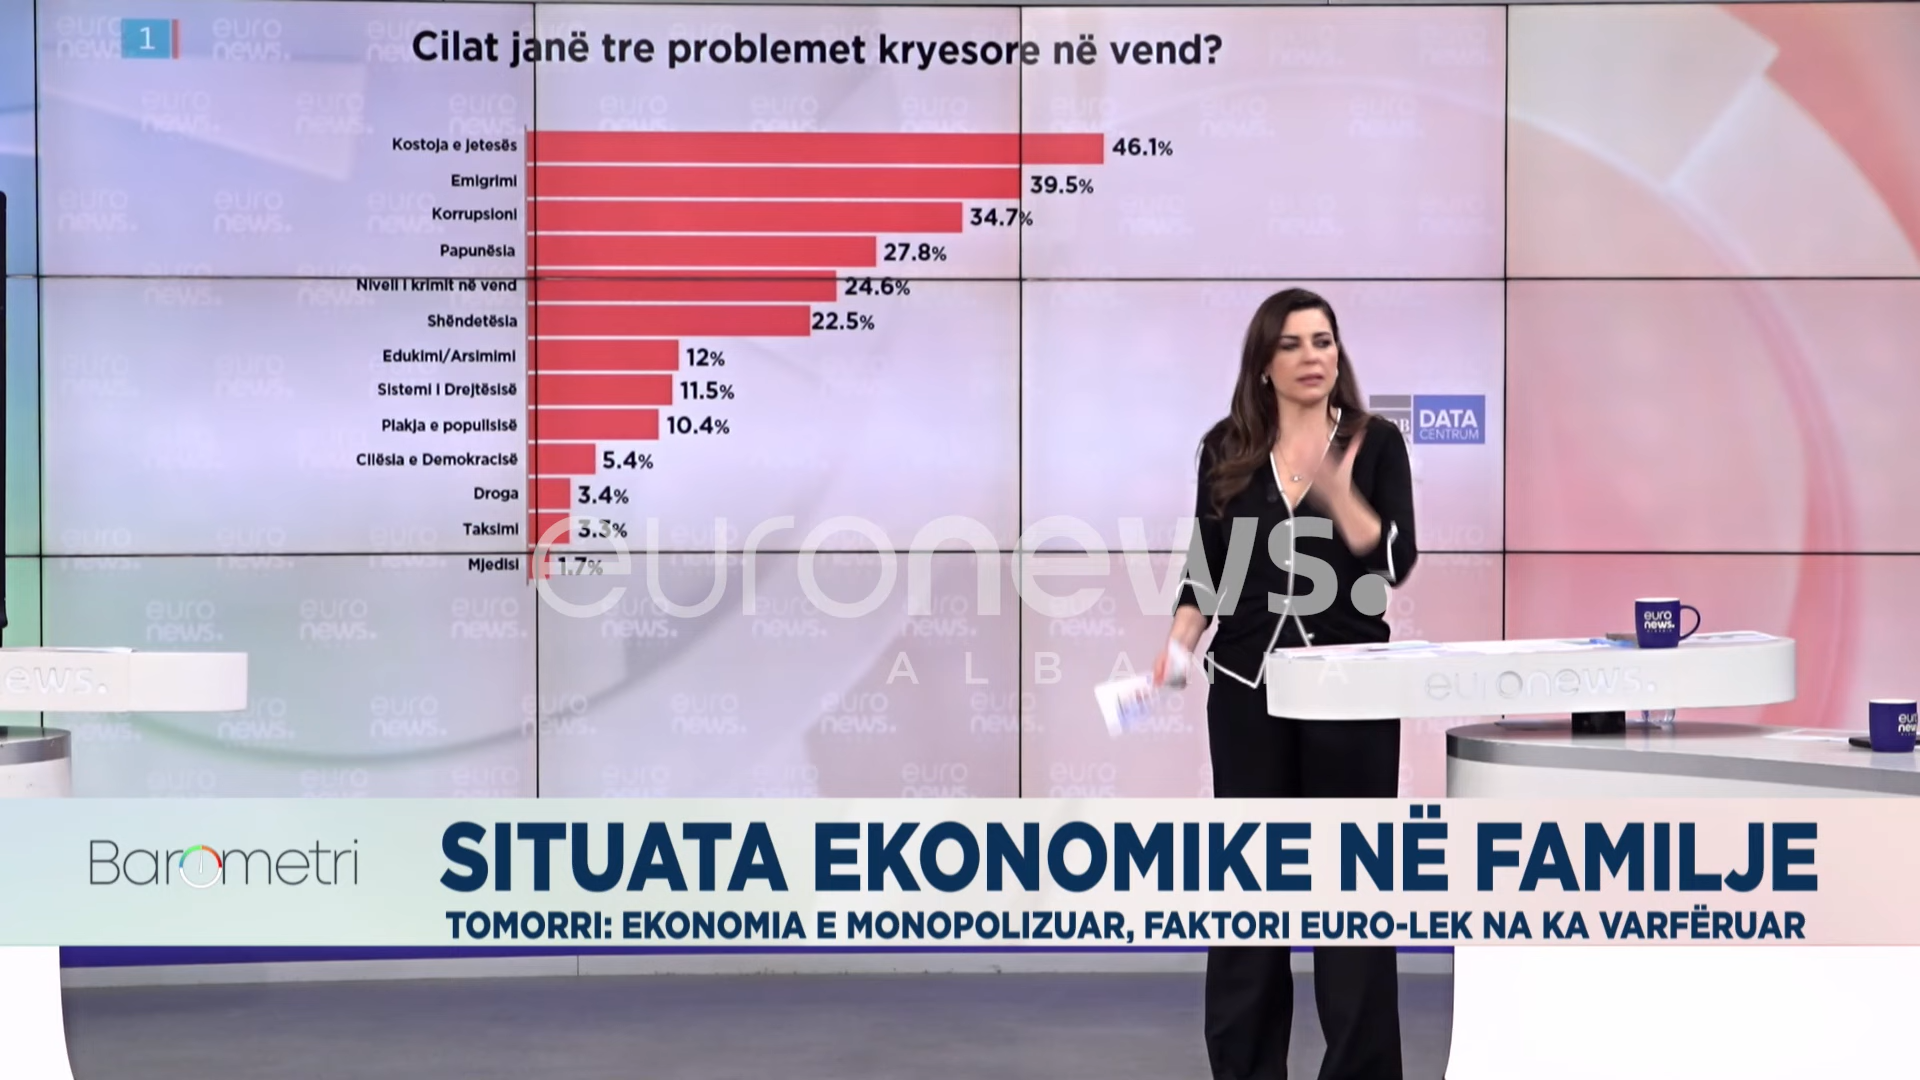 1
Cilat janë tre problemet kryesore në vend?
Kostoja e jetesës 46.1%
Emigrimi 39.5%
Korrupsioni 34.7%
Papunësia 27.8%
Niveli i krimit në vend 24.6%
Shëndetësia 22.5%
Edukimi/Arsimimi 12%
Sistemi i Drejtësisë 11.5%
Plakja e popullsisë 10.4%
Cilësia e Demokracisë 5.4%
Droga 3.4%
Taksimi 3.3%
Mjedisi 1.7%
DATA
CENTRUM
euronews.
ALBANIA
euro
news.
euronews.
ews.
Barometri
SITUATA EKONOMIKE NË FAMILJE
TOMORRI: EKONOMIA E MONOPOLIZUAR, FAKTORI EURO-LEK NA KA VARFËRUAR